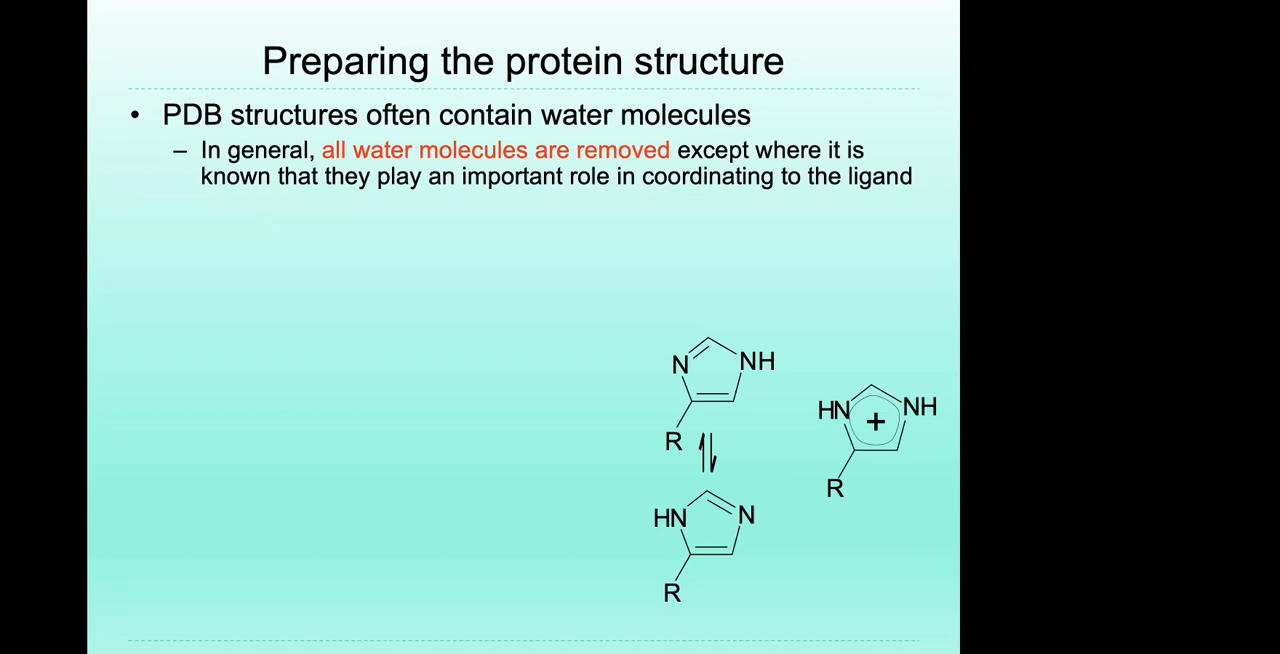 Preparing the protein structure
• PDB structures often contain water molecules
– In general, all water molecules are removed except where it is
known that they play an important role in coordinating to the ligand
N NH
R
HN NH
+
R
HN N
R